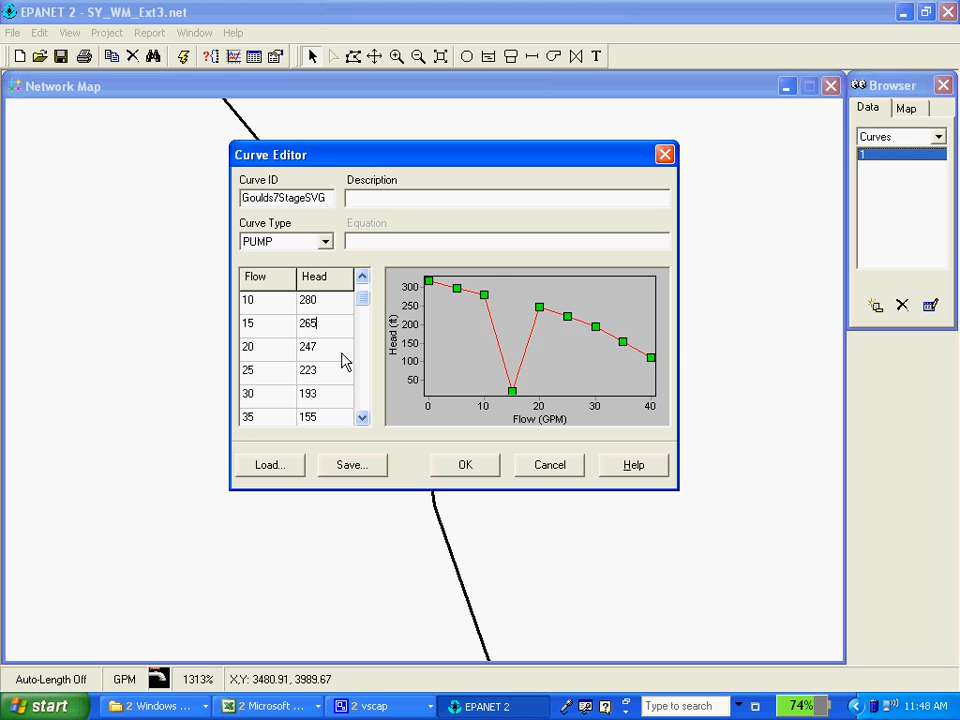 EPANET 2 - SY_WM_Ext3.net
File Edit View Project Report Window Help
T
Network Map
Browser
Data Map
Curves
1
Curve Editor
Curve ID Description
Goulds7StageSVG
Curve Type Equation
PUMP
Flow Head
10 280
15 265
20 247
25 223
30 193
35 155
Head (ft)
300
250
200
150
100
50
0 10 20 30 40
Flow (GPM)
Load... Save... OK Cancel Help
Auto-Length Off GPM 1313% X,Y: 3480.91, 3989.67
start 2 Windows ... 2 Microsoft ... 2 vscap EPANET 2 Type to search 74% 11:48 AM